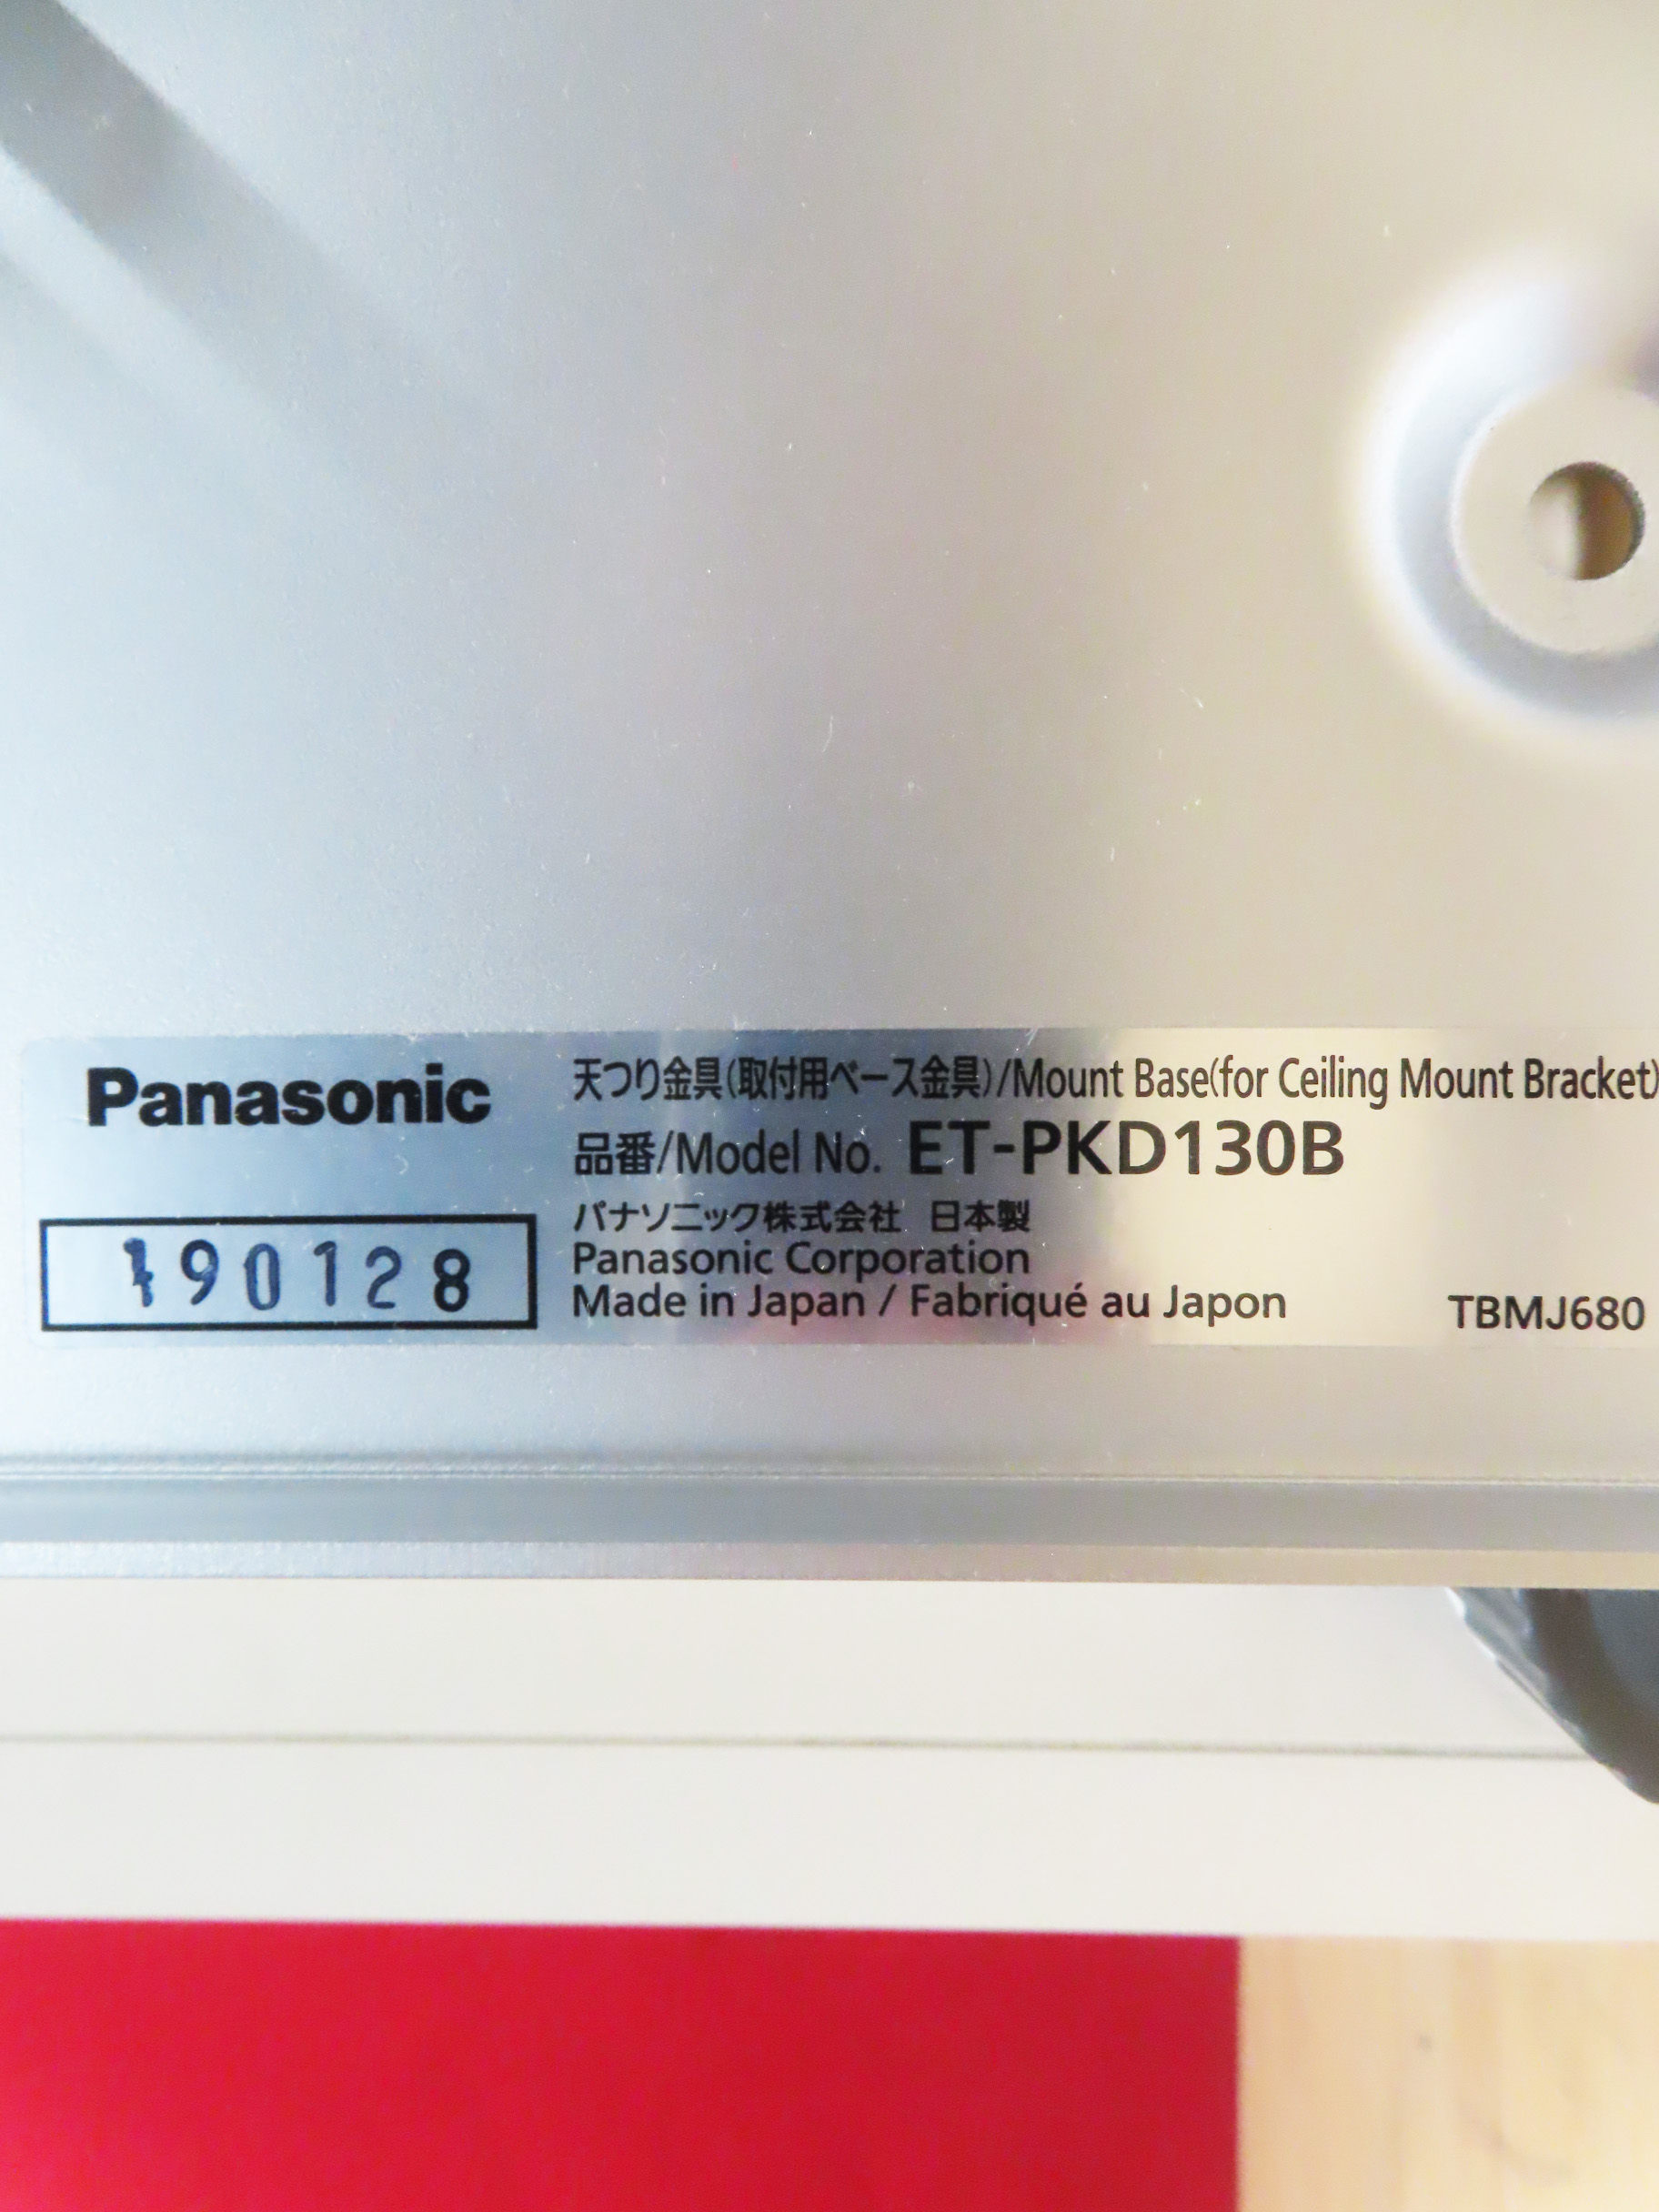 Panasonic
天つり金具(取付用ベース金具)/Mount Base(for Ceiling Mount Bracket)
品番/Model No. ET-PKD130B
パナソニック株式会社 日本製
Panasonic Corporation
Made in Japan / Fabriqué au Japon
190128
TBMJ680